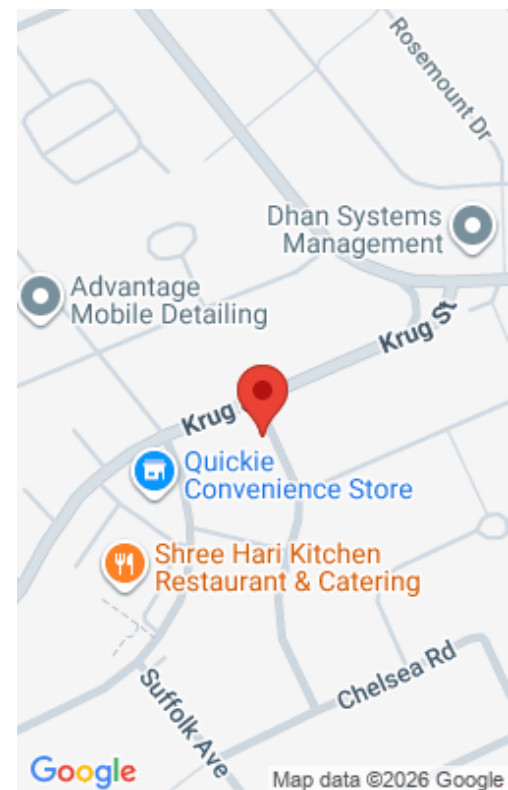 Rosemount Dr
Dhan Systems
Management
Advantage
Mobile Detailing
Krug St
Krug
Quickie
Convenience Store
Shree Hari Kitchen
Restaurant & Catering
Chelsea Rd
Suffolk Ave
Google
Map data ©2026 Google